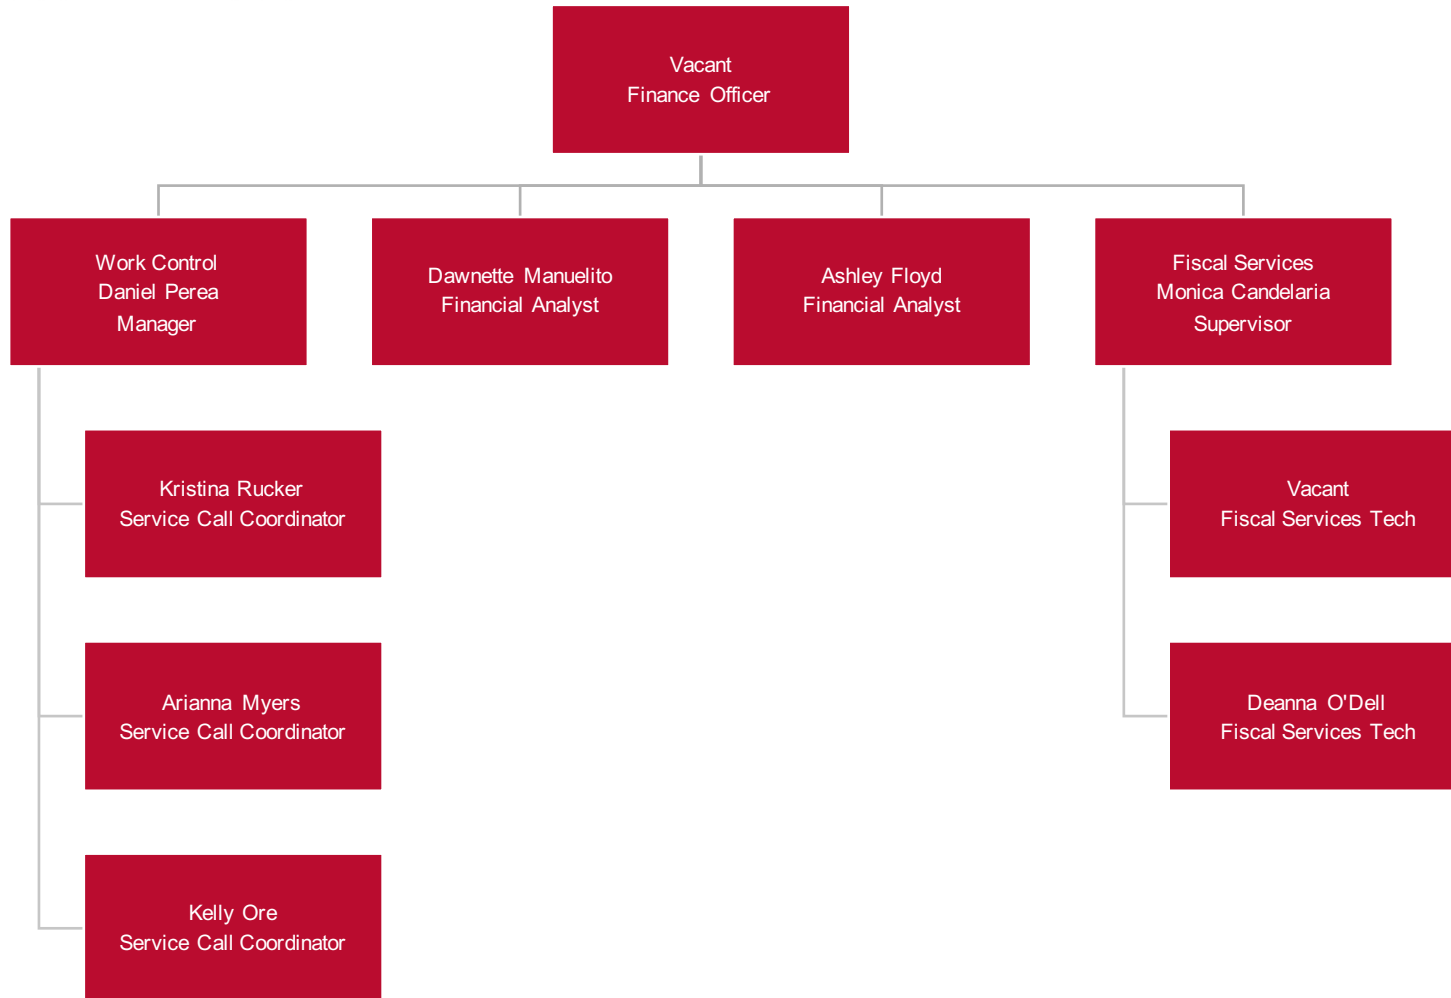 Vacant
Finance Officer
Work Control
Daniel Perea
Manager
Dawnette Manuelito
Financial Analyst
Ashley Floyd
Financial Analyst
Fiscal Services
Monica Candelaria
Supervisor
Kristina Rucker
Service Call Coordinator
Vacant
Fiscal Services Tech
Arianna Myers
Service Call Coordinator
Deanna O'Dell
Fiscal Services Tech
Kelly Ore
Service Call Coordinator